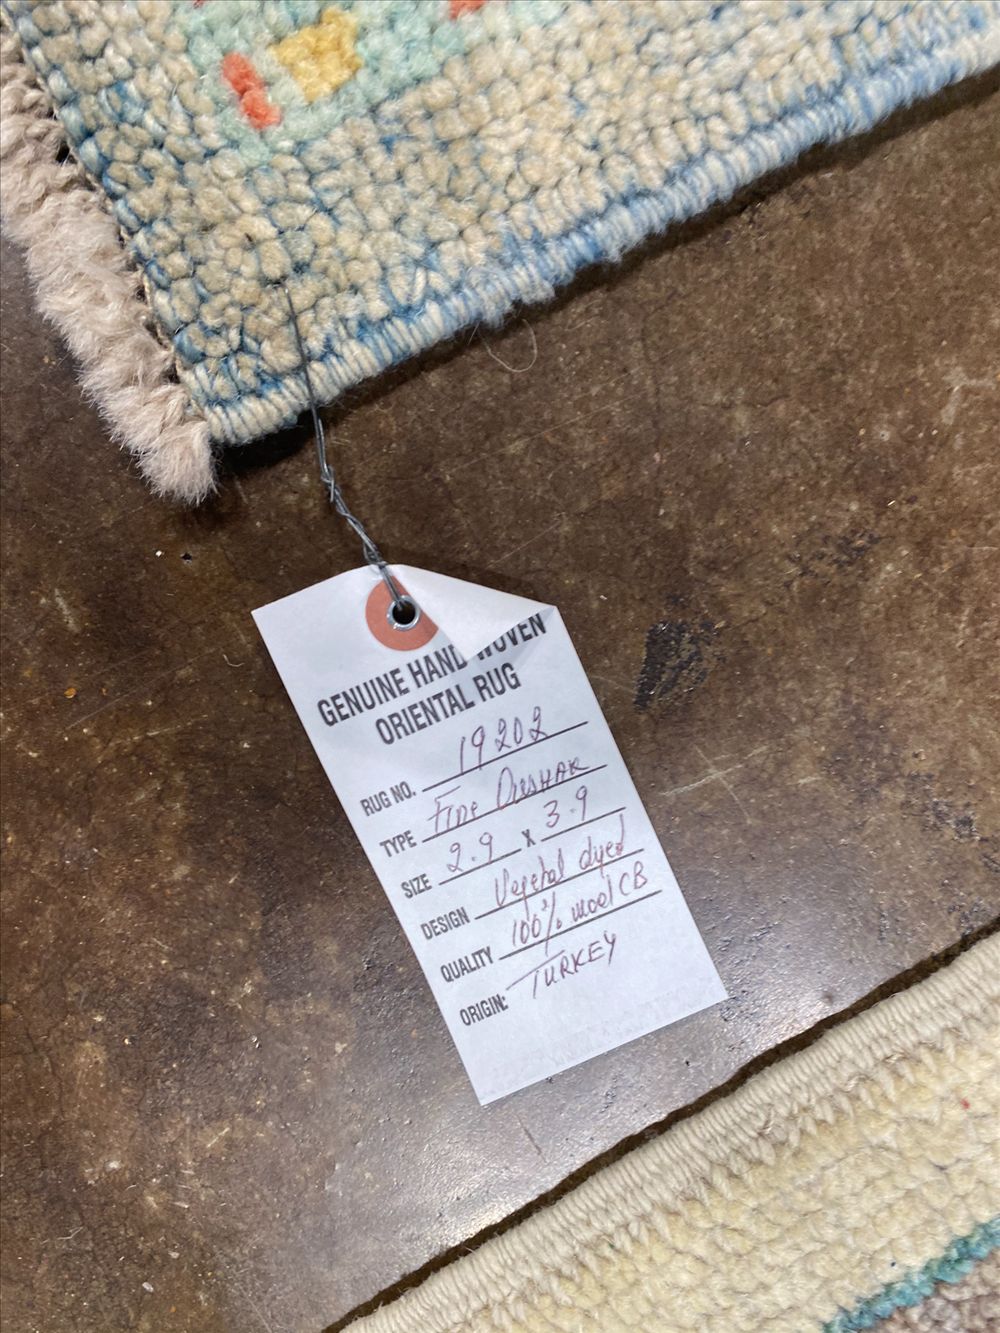 GENUINE HAND WOVEN
ORIENTAL RUG
RUG NO. 19202
TYPE Fine Oushak
SIZE 2.9 X 3.9
DESIGN Vegetal dyed
QUALITY 100% wool CB
ORIGIN: TURKEY